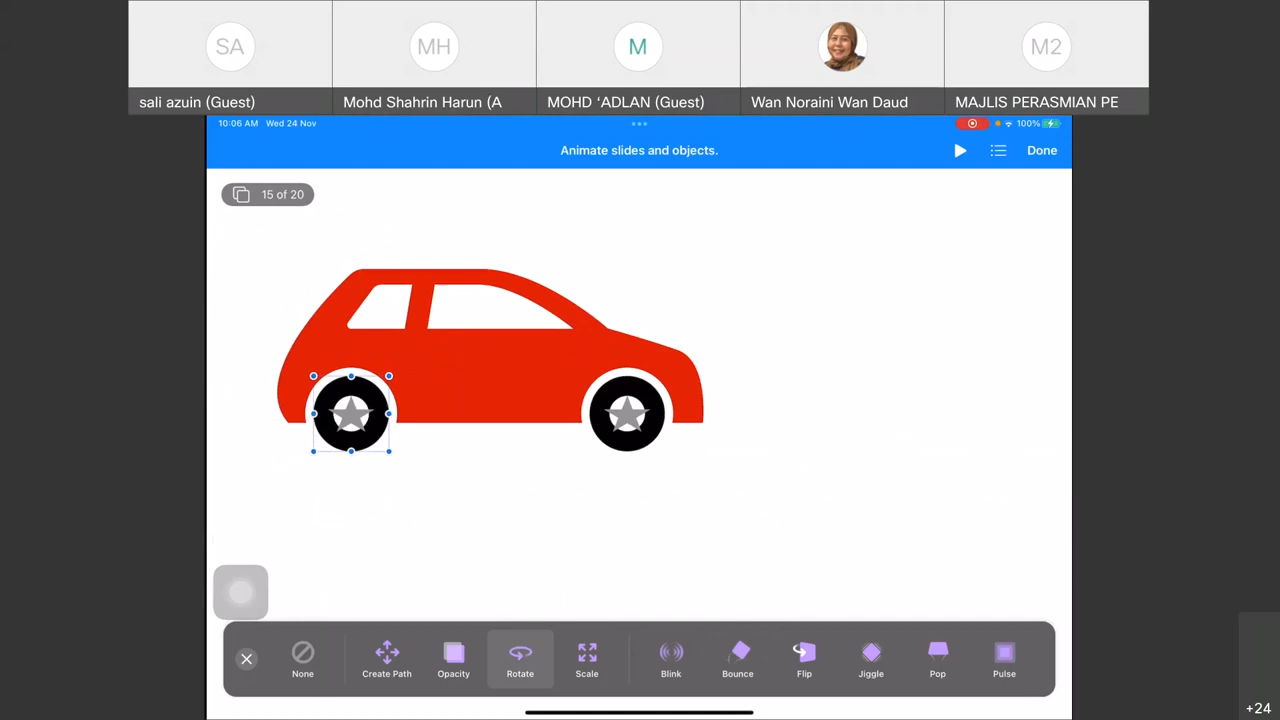 SA
MH
M
M2
sali azuin (Guest)
Mohd Shahrin Harun (A
MOHD ‘ADLAN (Guest)
Wan Noraini Wan Daud
MAJLIS PERASMIAN PE
10:06 AM Wed 24 Nov
100%
Animate slides and objects.
Done
15 of 20
None
Create Path
Opacity
Rotate
Scale
Blink
Bounce
Flip
Jiggle
Pop
Pulse
+24